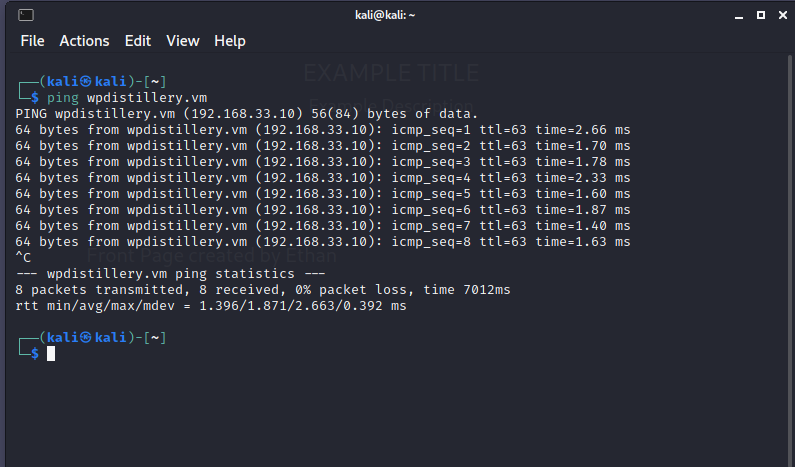 kali@kali: ~
File Actions Edit View Help
EXAMPLE TITLE
┌──(kali㉿kali)-[~]
└─$ ping wpdistillery.vm
Example Description
PING wpdistillery.vm (192.168.33.10) 56(84) bytes of data.
64 bytes from wpdistillery.vm (192.168.33.10): icmp_seq=1 ttl=63 time=2.66 ms
64 bytes from wpdistillery.vm (192.168.33.10): icmp_seq=2 ttl=63 time=1.70 ms
64 bytes from wpdistillery.vm (192.168.33.10): icmp_seq=3 ttl=63 time=1.78 ms
64 bytes from wpdistillery.vm (192.168.33.10): icmp_seq=4 ttl=63 time=2.33 ms
64 bytes from wpdistillery.vm (192.168.33.10): icmp_seq=5 ttl=63 time=1.60 ms
64 bytes from wpdistillery.vm (192.168.33.10): icmp_seq=6 ttl=63 time=1.87 ms
64 bytes from wpdistillery.vm (192.168.33.10): icmp_seq=7 ttl=63 time=1.40 ms
64 bytes from wpdistillery.vm (192.168.33.10): icmp_seq=8 ttl=63 time=1.63 ms
^C
Front Page created by Ethan
--- wpdistillery.vm ping statistics ---
8 packets transmitted, 8 received, 0% packet loss, time 7012ms
rtt min/avg/max/mdev = 1.396/1.871/2.663/0.392 ms
┌──(kali㉿kali)-[~]
└─$